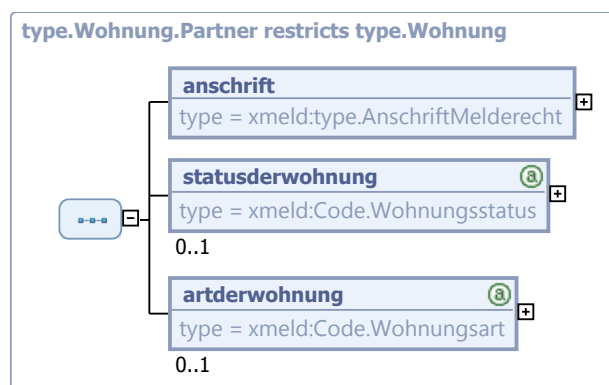 type.Wohnung.Partner restricts type.Wohnung
anschrift
type = xmeld:type.AnschriftMelderecht
statusderwohnung a
type = xmeld:Code.Wohnungsstatus
0..1
artderwohnung a
type = xmeld:Code.Wohnungsart
0..1